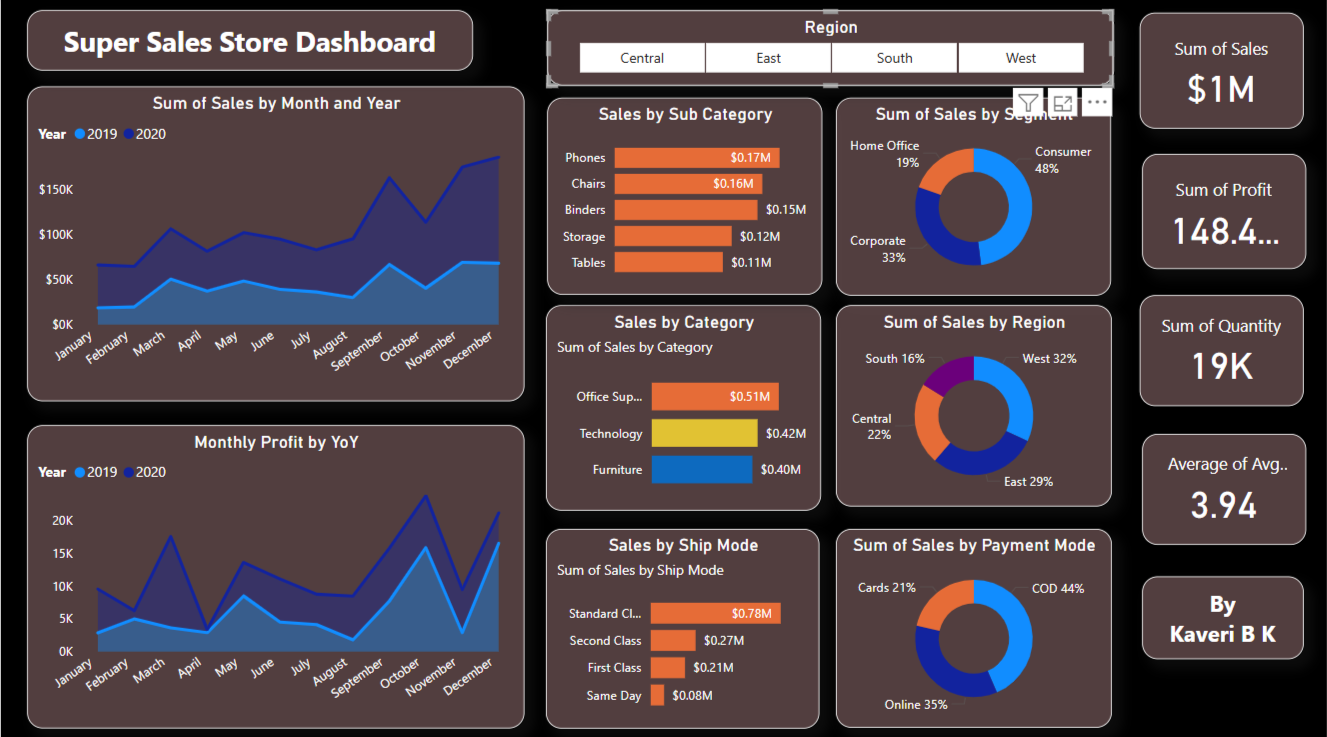 Super Sales Store Dashboard
Sum of Sales by Month and Year
Year 2019 2020
$150K
$100K
$50K
$0K
January February March April May June July August September October November December
Monthly Profit by YoY
Year 2019 2020
20K
15K
10K
5K
0K
January February March April May June July August September October November December
Region
Central East South West
Sales by Sub Category
Phones $0.17M
Chairs $0.16M
Binders $0.15M
Storage $0.12M
Tables $0.11M
Sum of Sales by Segment
Home Office
19%
Consumer
48%
Corporate
33%
Sales by Category
Sum of Sales by Category
Office Sup... $0.51M
Technology $0.42M
Furniture $0.40M
Sum of Sales by Region
South 16% West 32%
Central
22%
East 29%
Sales by Ship Mode
Sum of Sales by Ship Mode
Standard Cl... $0.78M
Second Class $0.27M
First Class $0.21M
Same Day $0.08M
Sum of Sales by Payment Mode
Cards 21% COD 44%
Online 35%
Sum of Sales
$1M
Sum of Profit
148.4...
Sum of Quantity
19K
Average of Avg..
3.94
By
Kaveri B K